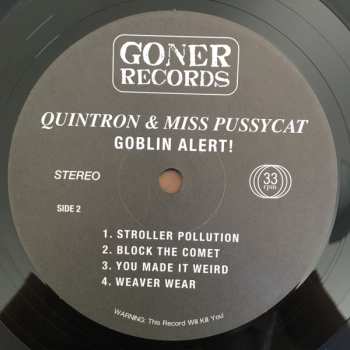 GONER
RECORDS
QUINTRON & MISS PUSSYCAT
GOBLIN ALERT!
STEREO
33
rpm
SIDE 2
1. STROLLER POLLUTION
2. BLOCK THE COMET
3. YOU MADE IT WEIRD
4. WEAVER WEAR
WARNING: This Record Will Kill You